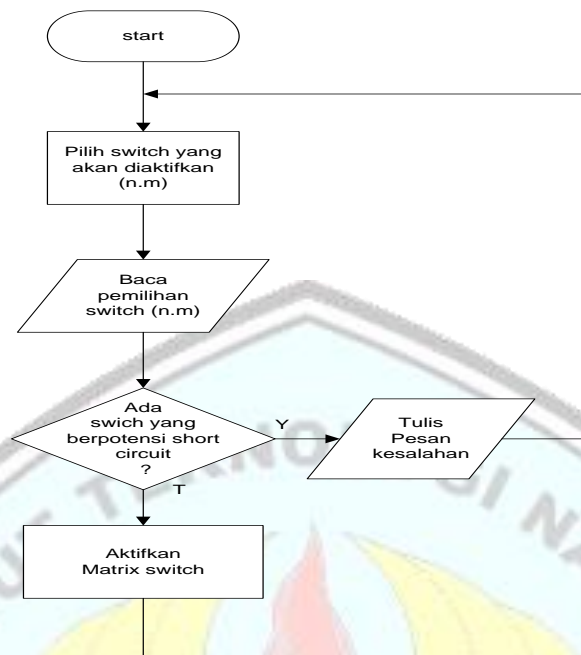 start
Pilih switch yang
akan diaktifkan
(n.m)
Baca
pemilihan
switch (n.m)
Ada
swich yang
berpotensi short
circuit
?
Y
Tulis
Pesan
kesalahan
T
Aktifkan
Matrix switch